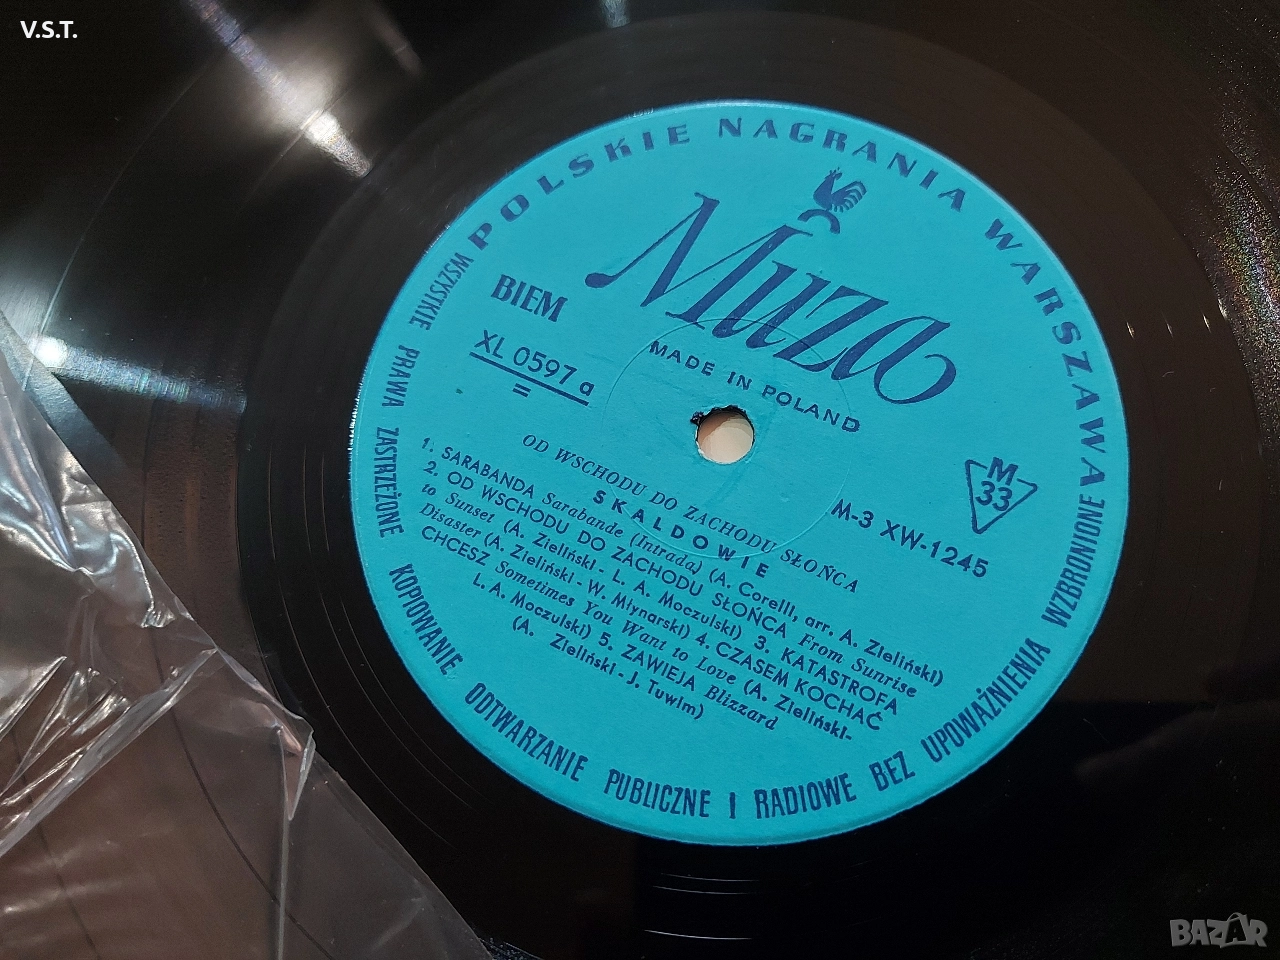 V.S.T.
POLSKIE NAGRANIA WARSZAWA
Muza
MADE IN POLAND
BIEM
XL 0597 a
=
M
33
M-3 XW-1245
OD WSCHODU DO ZACHODU SŁOŃCA
SKALDOWIE
1. SARABANDA Sarabande (Intrada) (A. Corelli, arr. A. Zieliński)
2. OD WSCHODU DO ZACHODU SŁOŃCA From Sunrise
to Sunset (A. Zieliński - L. A. Moczulski) 3. KATASTROFA
Disaster (A. Zieliński - W. Młynarski) 4. CZASEM KOCHAĆ
CHCESZ Sometimes You Want to Love (A. Zieliński-
L. A. Moczulski) 5. ZAWIEJA Blizzard
(A. Zieliński - J. Tuwim)
WSZYSTKIE PRAWA ZASTRZEŻONE KOPIOWANIE, ODTWARZANIE PUBLICZNE I RADIOWE BEZ UPOWAŻNIENIA WZBRONIONE
BAZAR